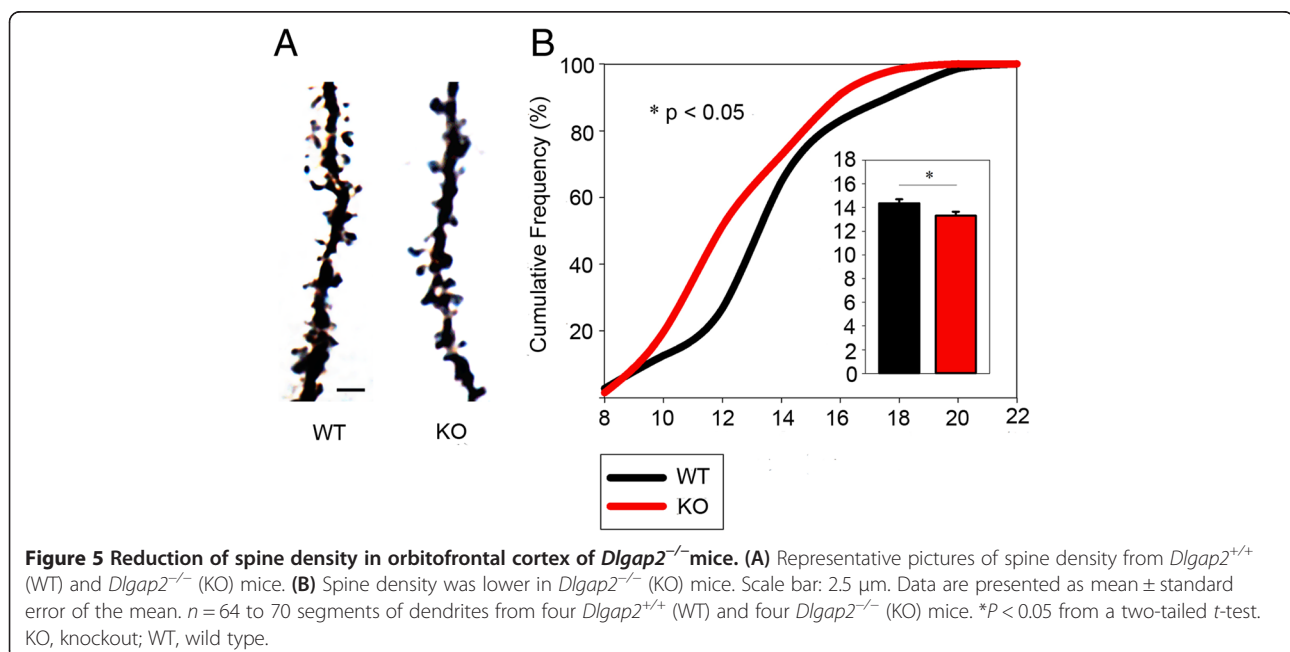 A
B
WT
KO
Cumulative Frequency (%)
100
80
60
40
20
* p < 0.05
8 10 12 14 16 18 20 22
18
16
14
12
10
8
6
4
2
0
*
WT
KO
Figure 5 Reduction of spine density in orbitofrontal cortex of Dlgap2−/− mice. (A) Representative pictures of spine density from Dlgap2+/+
(WT) and Dlgap2−/− (KO) mice. (B) Spine density was lower in Dlgap2−/− (KO) mice. Scale bar: 2.5 μm. Data are presented as mean ± standard
error of the mean. n = 64 to 70 segments of dendrites from four Dlgap2+/+ (WT) and four Dlgap2−/− (KO) mice. *P < 0.05 from a two-tailed t-test.
KO, knockout; WT, wild type.